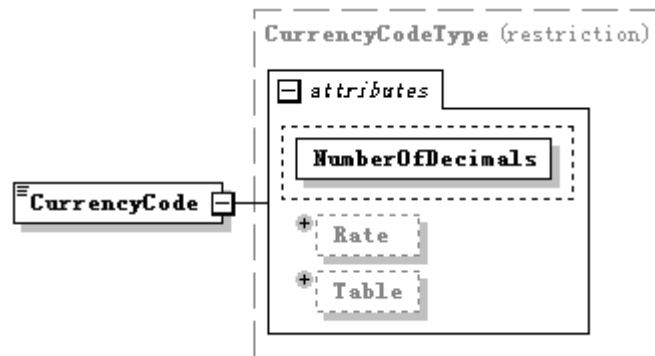 CurrencyCodeType (restriction)
attributes
NumberOfDecimals
CurrencyCode
Rate
Table